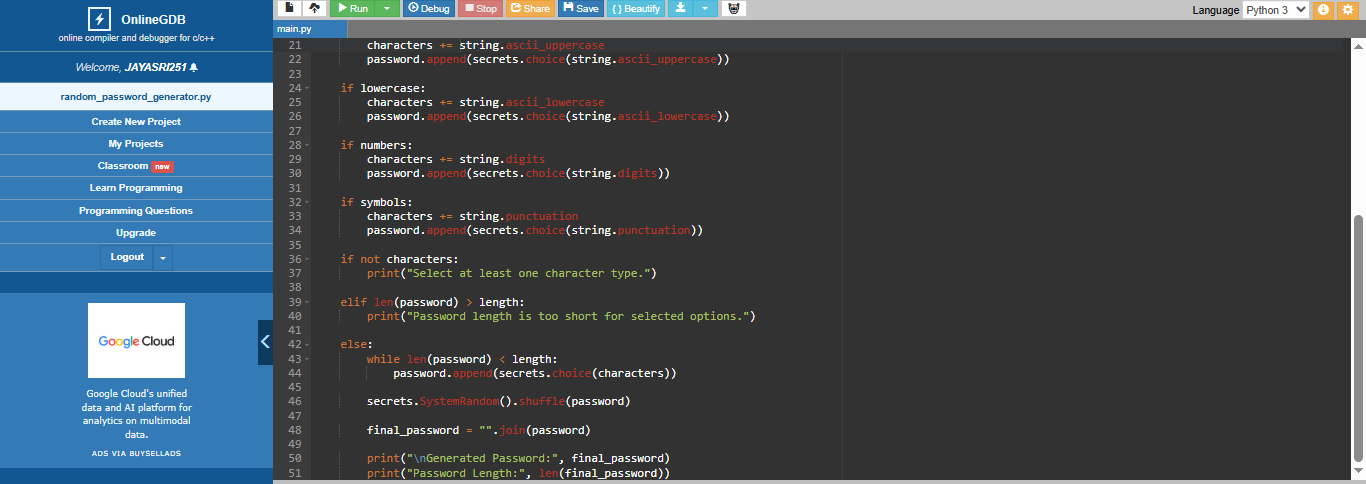 OnlineGDB
online compiler and debugger for c/c++
Welcome, JAYASRI251
random_password_generator.py
Create New Project
My Projects
Classroom new
Learn Programming
Programming Questions
Upgrade
Logout
Google Cloud
Google Cloud's unified
data and AI platform for
analytics on multimodal
data.
ADS VIA BUYSELLADS
Run Debug Stop Share Save { } Beautify
Language Python 3
main.py
21 characters += string.ascii_uppercase
22 password.append(secrets.choice(string.ascii_uppercase))
23
24 if lowercase:
25 characters += string.ascii_lowercase
26 password.append(secrets.choice(string.ascii_lowercase))
27
28 if numbers:
29 characters += string.digits
30 password.append(secrets.choice(string.digits))
31
32 if symbols:
33 characters += string.punctuation
34 password.append(secrets.choice(string.punctuation))
35
36 if not characters:
37 print("Select at least one character type.")
38
39 elif len(password) > length:
40 print("Password length is too short for selected options.")
41
42 else:
43 while len(password) < length:
44 password.append(secrets.choice(characters))
45
46 secrets.SystemRandom().shuffle(password)
47
48 final_password = "".join(password)
49
50 print("\nGenerated Password:", final_password)
51 print("Password Length:", len(final_password))